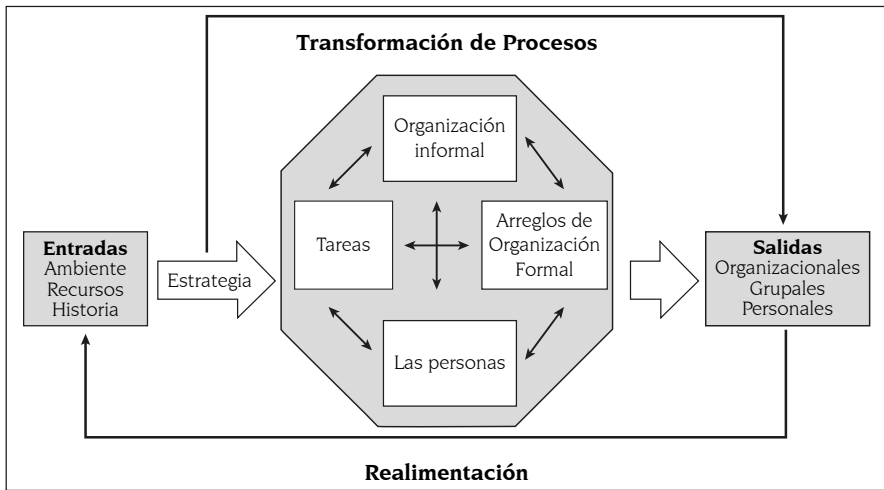 Transformación de Procesos
Organización
informal
Entradas
Ambiente
Recursos
Historia
Estrategia
Tareas
Arreglos de
Organización
Formal
Las personas
Salidas
Organizacionales
Grupales
Personales
Realimentación